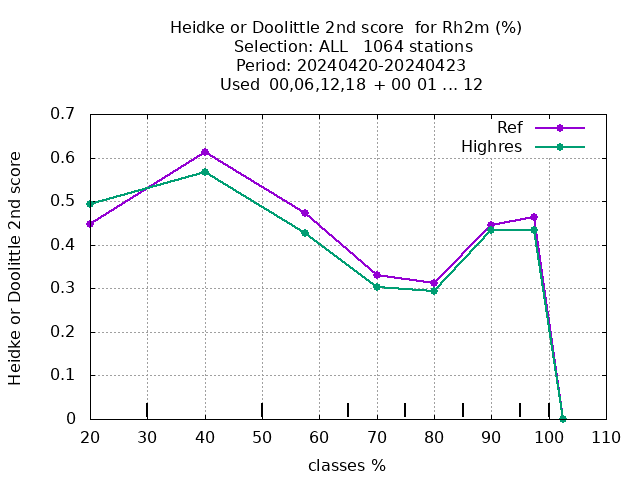 Heidke or Doolittle 2nd score  for Rh2m (%)
Selection: ALL   1064 stations
Period: 20240420-20240423
Used  00,06,12,18  + 00 01 ... 12
Ref
Highres
Heidke or Doolittle 2nd score
0.7
0.6
0.5
0.4
0.3
0.2
0.1
0
20 30 40 50 60 70 80 90 100 110
classes %